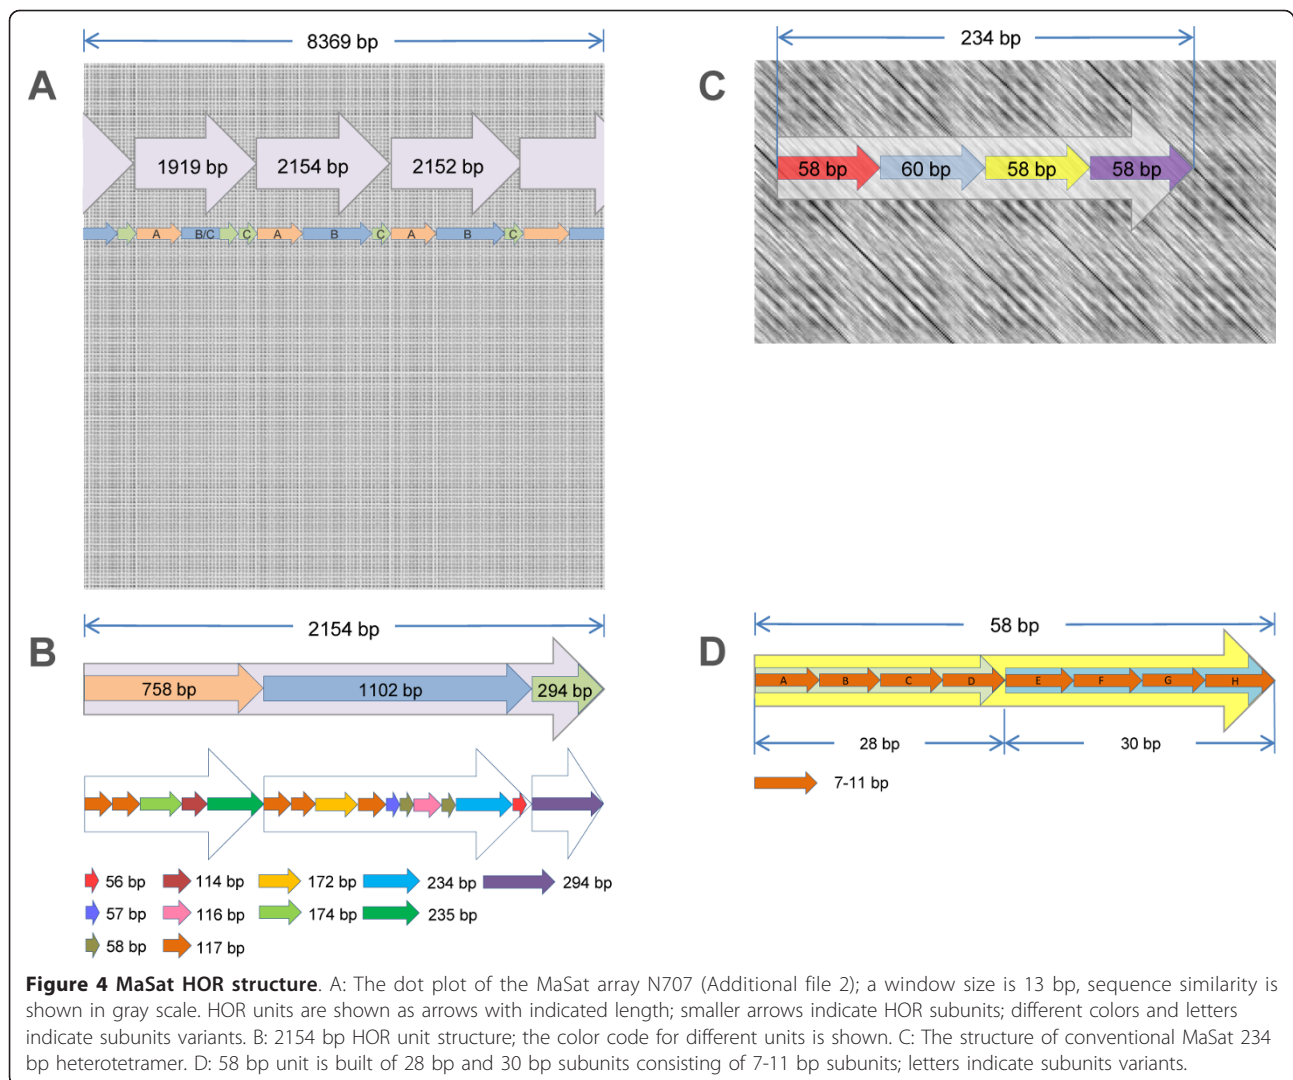 8369 bp
A
1919 bp 2154 bp 2152 bp
A B/C C A B C A B C
234 bp
C
58 bp 60 bp 58 bp 58 bp
2154 bp
B
758 bp 1102 bp 294 bp
56 bp 114 bp 172 bp 234 bp 294 bp
57 bp 116 bp 174 bp 235 bp
58 bp 117 bp
58 bp
D
A B C D E F G H
28 bp 30 bp
7-11 bp
Figure 4 MaSat HOR structure. A: The dot plot of the MaSat array N707 (Additional file 2); a window size is 13 bp, sequence similarity is
shown in gray scale. HOR units are shown as arrows with indicated length; smaller arrows indicate HOR subunits; different colors and letters
indicate subunits variants. B: 2154 bp HOR unit structure; the color code for different units is shown. C: The structure of conventional MaSat 234
bp heterotetramer. D: 58 bp unit is built of 28 bp and 30 bp subunits consisting of 7-11 bp subunits; letters indicate subunits variants.